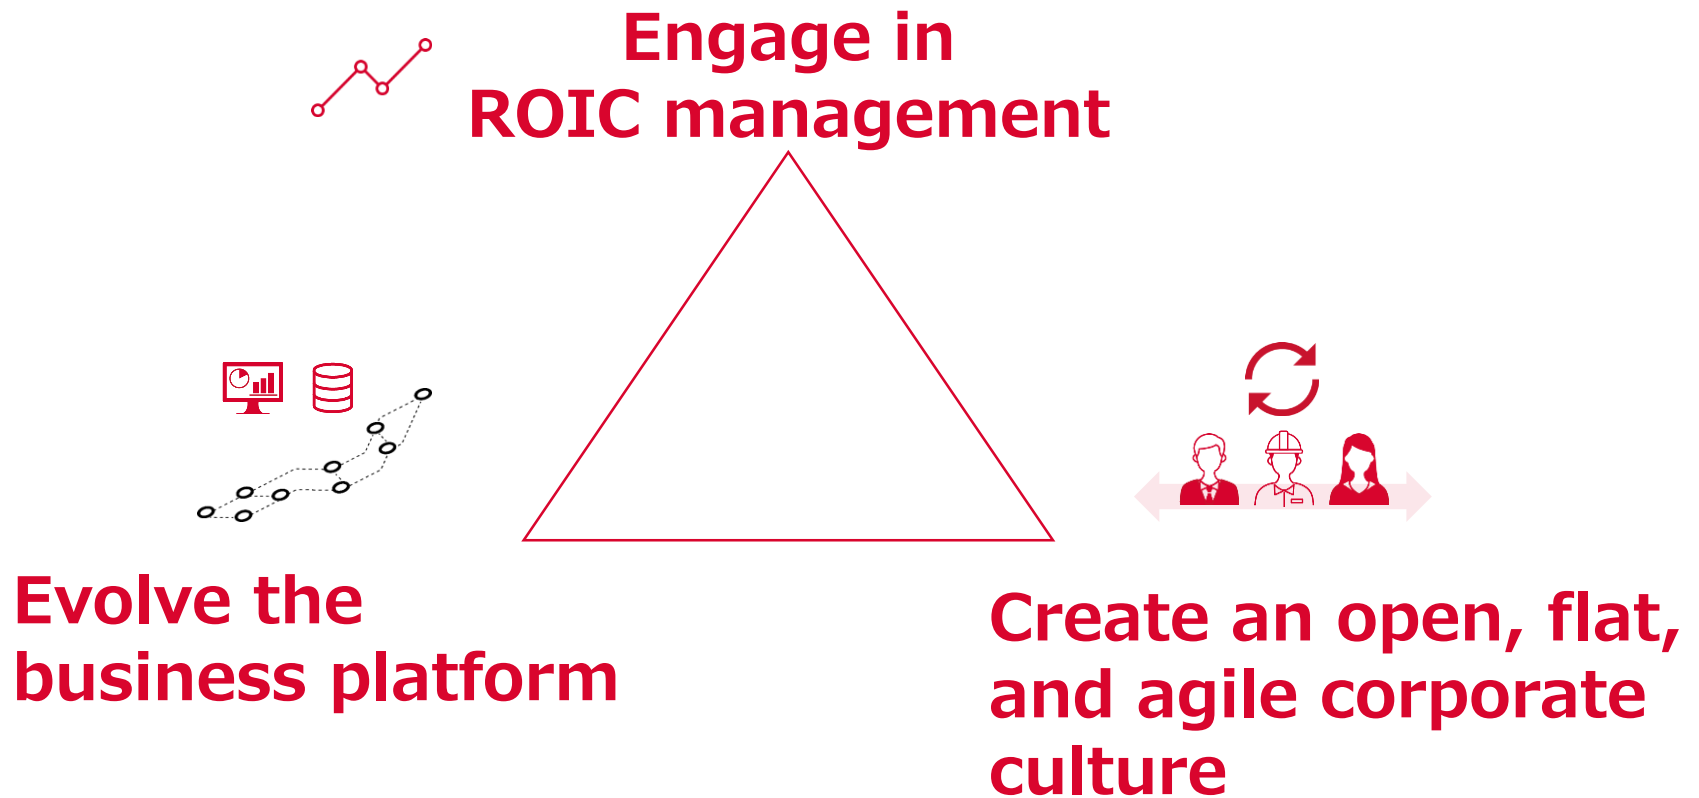 Engage in
ROIC management
Evolve the
business platform
Create an open, flat,
and agile corporate
culture